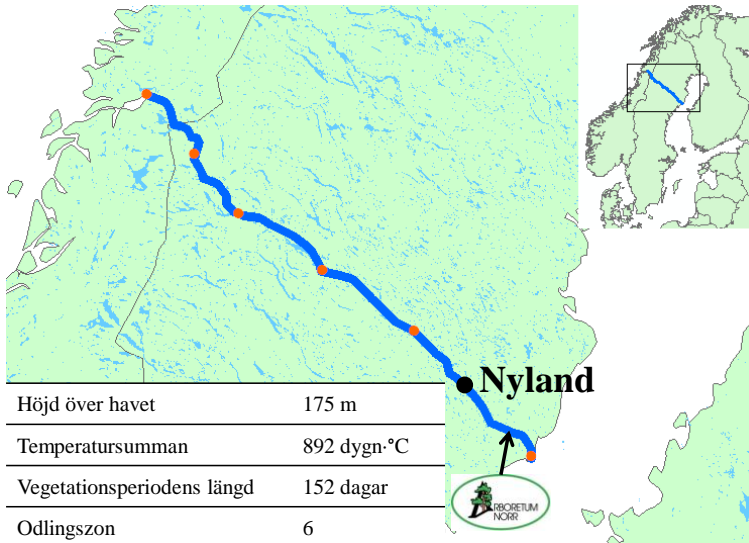 Nyland
Höjd över havet 175 m
Temperatursumman 892 dygn·°C
Vegetationsperiodens längd 152 dagar
Odlingszon 6
ARBORETUM
NORR